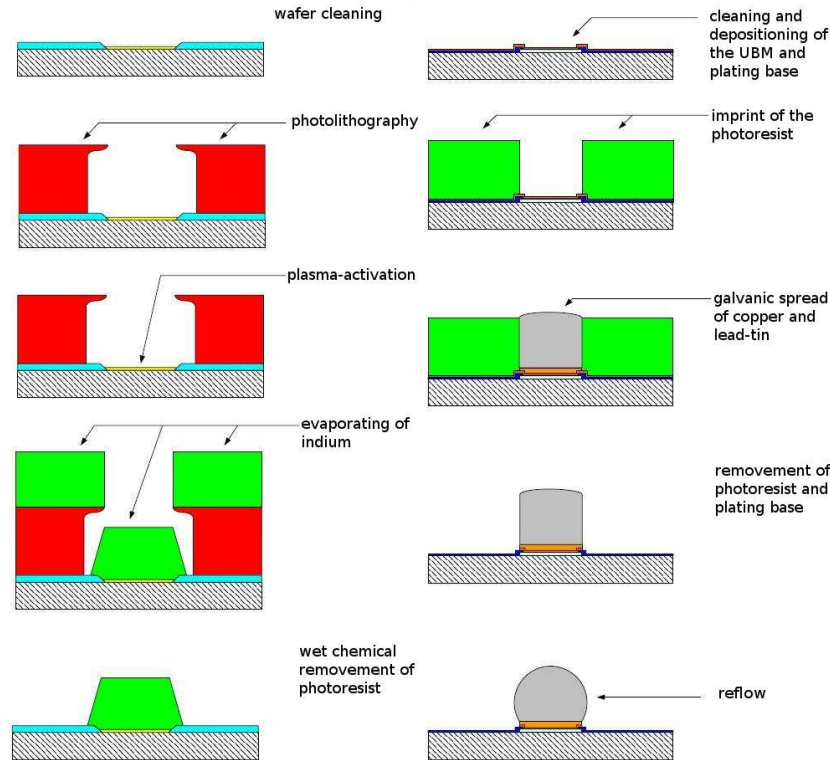 wafer cleaning
photolithography
plasma-activation
evaporating of
indium
wet chemical
removement of
photoresist
cleaning and
depositioning of
the UBM and
plating base
imprint of the
photoresist
galvanic spread
of copper and
lead-tin
removement
of photoresist and
plating base
reflow